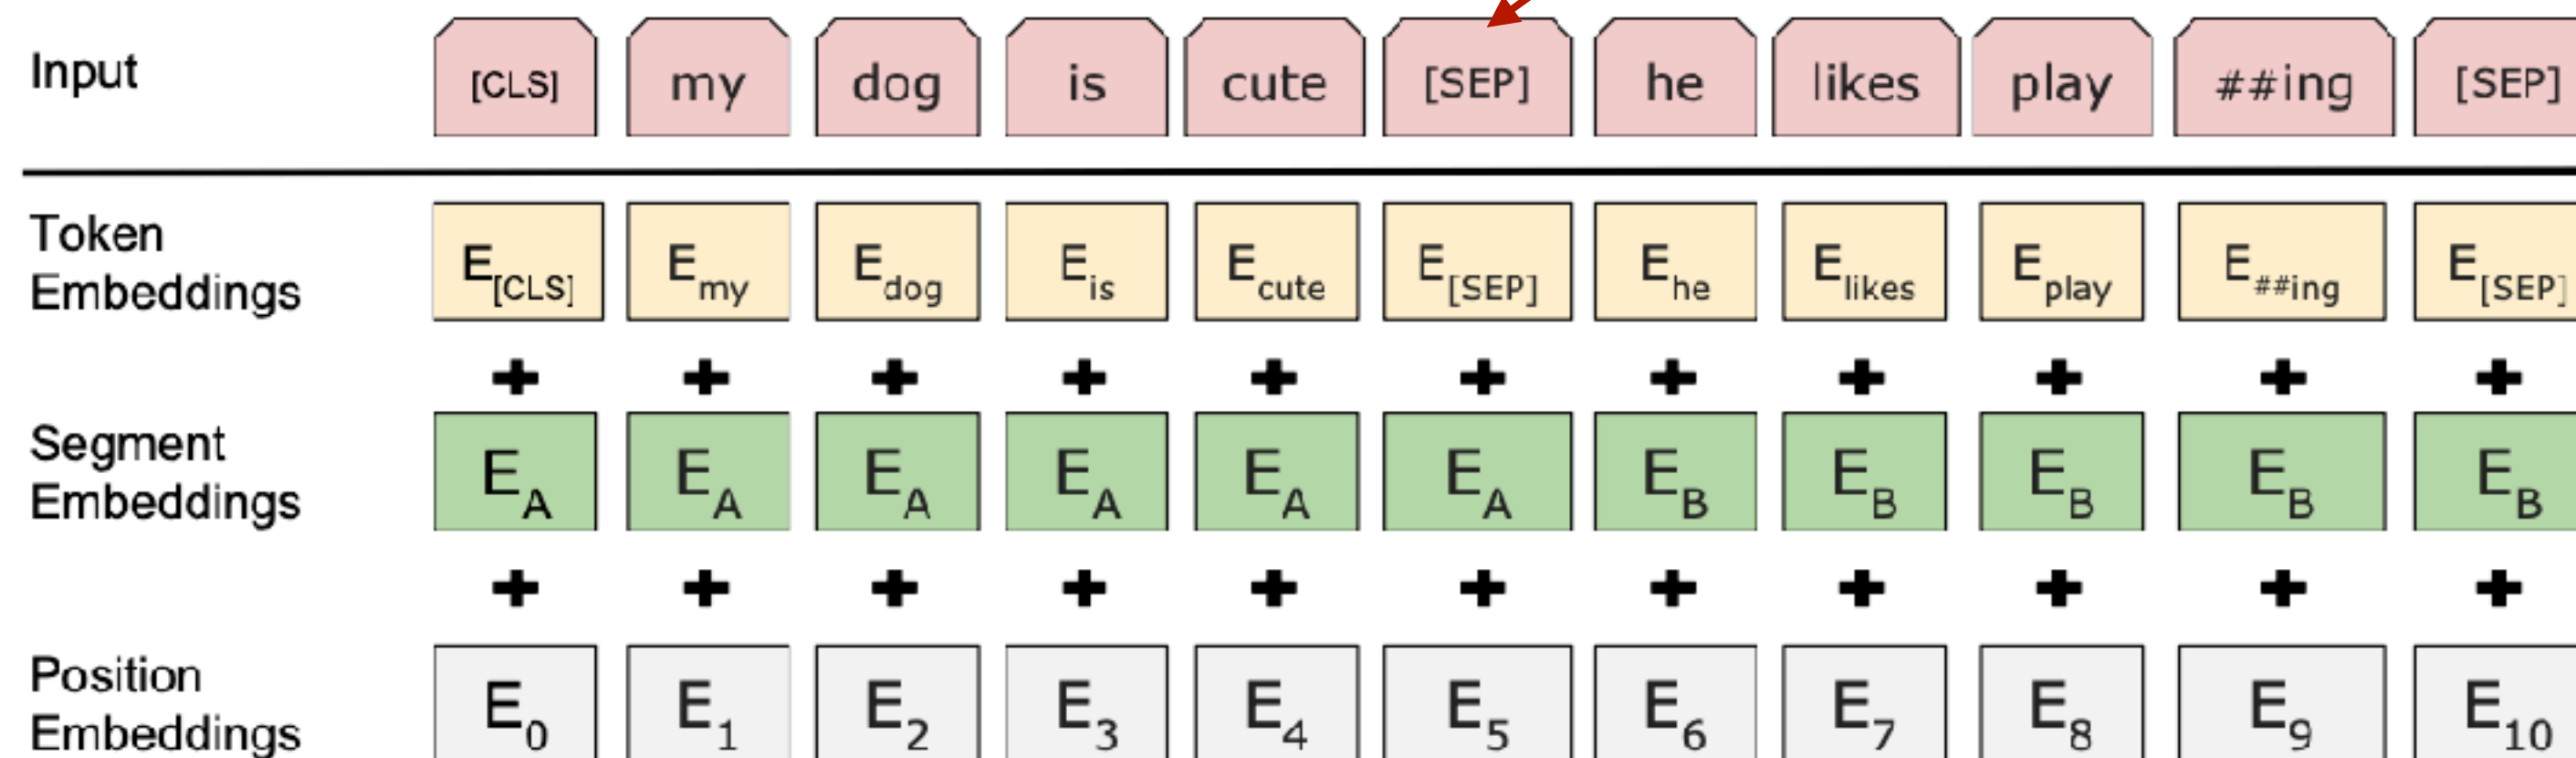 Input [CLS] my dog is cute [SEP] he likes play ##ing [SEP]
Token Embeddings E[CLS] Emy Edog Eis Ecute E[SEP] Ehe Elikes Eplay E##ing E[SEP]
+ + + + + + + + + + +
Segment Embeddings EA EA EA EA EA EA EB EB EB EB EB
+ + + + + + + + + + +
Position Embeddings E0 E1 E2 E3 E4 E5 E6 E7 E8 E9 E10